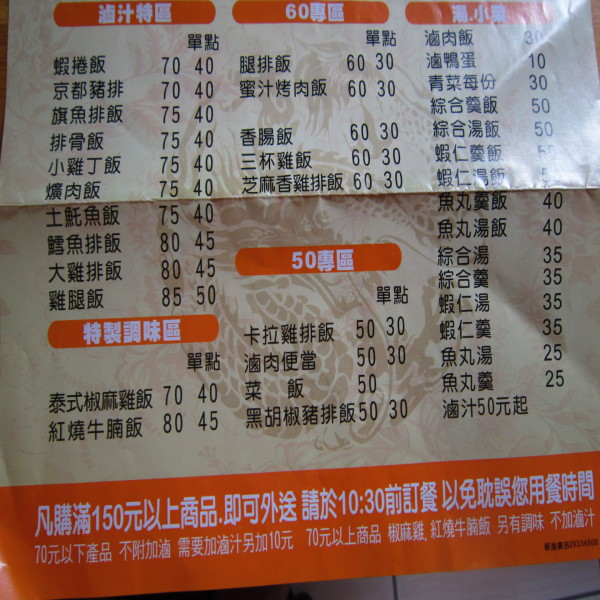 滷汁特區
單點
蝦捲飯 70 40
京都豬排 70 40
旗魚排飯 75 40
排骨飯 75 40
小雞丁飯 75 40
爌肉飯 75 40
土魠魚飯 75 40
鱈魚排飯 80 45
大雞排飯 80 45
雞腿飯 85 50
特製調味區
單點
泰式椒麻雞飯 70 40
紅燒牛腩飯 80 45
60專區
單點
腿排飯 60 30
蜜汁烤肉飯 60 30
香腸飯 60 30
三杯雞飯 60 30
芝麻香雞排飯 60 30
50專區
單點
卡拉雞排飯 50 30
滷肉便當 50 30
菜 飯 50
黑胡椒豬排飯 50 30
湯.小菜
滷肉飯 30
滷鴨蛋 10
青菜每份 30
綜合羹飯 50
綜合湯飯 50
蝦仁羹飯
蝦仁湯飯
魚丸羹飯 40
魚丸湯飯 40
綜合湯 35
綜合羹 35
蝦仁湯 35
蝦仁羹 35
魚丸湯 25
魚丸羹 25
滷汁50元起
凡購滿150元以上商品.即可外送 請於10:30前訂餐 以免耽誤您用餐時間
70元以下產品 不附加滷 需要加滷汁另加10元 70元以上商品 椒麻雞,紅燒牛腩飯 另有調味 不加滷汁